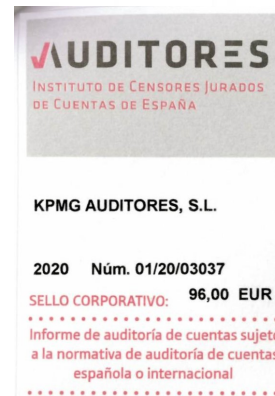 AUDITORES
INSTITUTO DE CENSORES JURADOS
DE CUENTAS DE ESPAÑA
KPMG AUDITORES, S.L.
2020 Núm. 01/20/03037
SELLO CORPORATIVO: 96,00 EUR
Informe de auditoría de cuentas sujeto
a la normativa de auditoría de cuentas
española o internacional